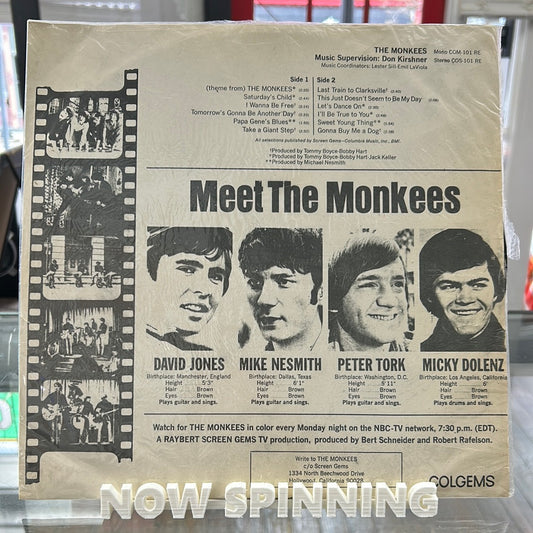 THE MONKEES Mono COM-101 RE
Music Supervision: Don Kirshner Stereo COS-101 RE
Music Coordinators: Lester Sill-Emil LaViola
Side 1
(theme from) THE MONKEES*
Saturday's Child*
I Wanna Be Free†
Tomorrow's Gonna Be Another Day†
Papa Gene's Blues**
Take a Giant Step†
Side 2
Last Train to Clarksville†
This Just Doesn't Seem to Be My Day
Let's Dance On*
I'll Be True to You*
Sweet Young Thing**
Gonna Buy Me a Dog†
All selections published by Screen Gems-Columbia Music, Inc., BMI.
†Produced by Tommy Boyce-Bobby Hart
*Produced by Tommy Boyce-Bobby Hart-Jack Keller
**Produced by Michael Nesmith
Meet The Monkees
DAVID JONES
Birthplace: Manchester, England
Height 5'3"
Hair Brown
Eyes Brown
Plays guitar and sings.
MIKE NESMITH
Birthplace: Dallas, Texas
Height 6'1"
Hair Brown
Eyes Brown
Plays guitar and sings.
PETER TORK
Birthplace: Washington, D.C.
Height 5'11"
Hair Brown
Eyes Brown
Plays guitar and sings.
MICKY DOLENZ
Birthplace: Los Angeles, California
Height 6'
Hair Brown
Eyes Brown
Plays drums and sings.
Watch for THE MONKEES in color every Monday night on the NBC-TV network, 7:30 p.m. (EDT).
A RAYBERT SCREEN GEMS TV production, produced by Bert Schneider and Robert Rafelson.
Write to THE MONKEES
c/o Screen Gems
1334 North Beechwood Drive
Hollywood, California 90028
COLGEMS
NOW SPINNING